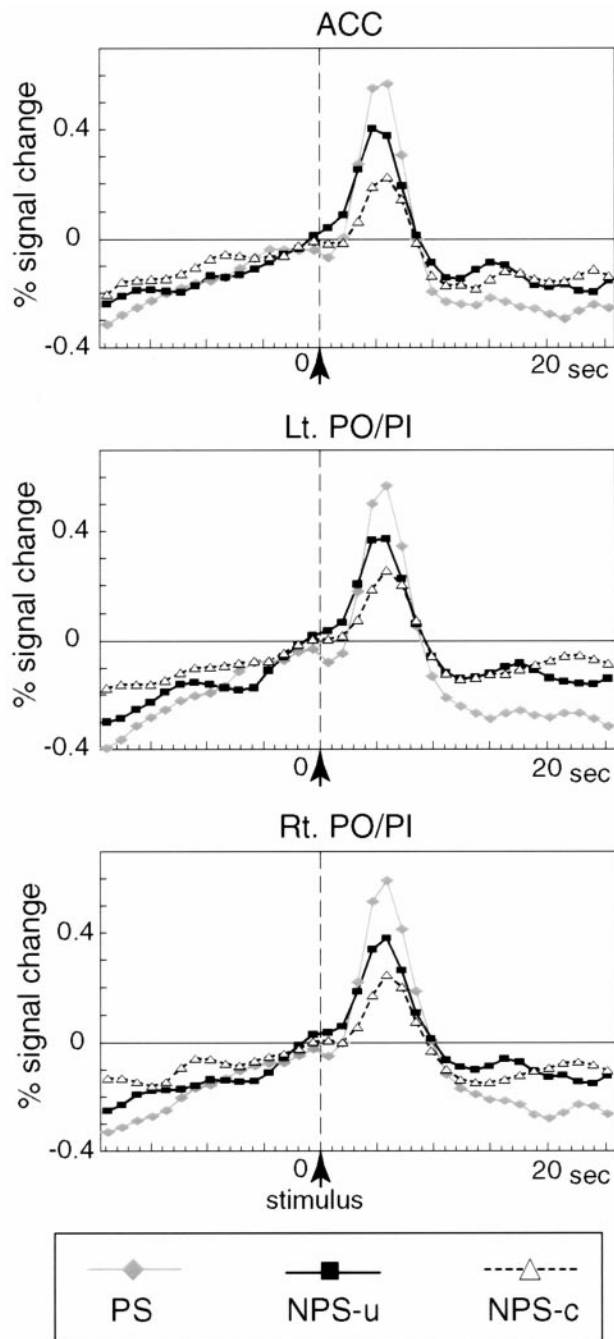 ACC
% signal change
0.4
0
-0.4
0 20 sec
Lt. PO/PI
% signal change
0.4
0
-0.4
0 20 sec
Rt. PO/PI
% signal change
0.4
0
-0.4
0 20 sec
stimulus
PS NPS-u NPS-c